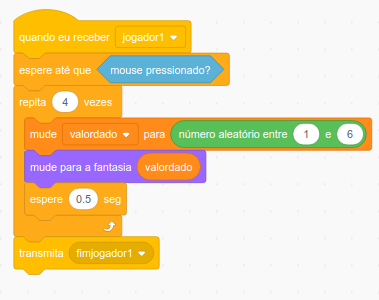 quando eu receber jogador1
espere até que mouse pressionado?
repita 4 vezes
mude valordado para número aleatório entre 1 e 6
mude para a fantasia valordado
espere 0.5 seg
transmita fimjogador1